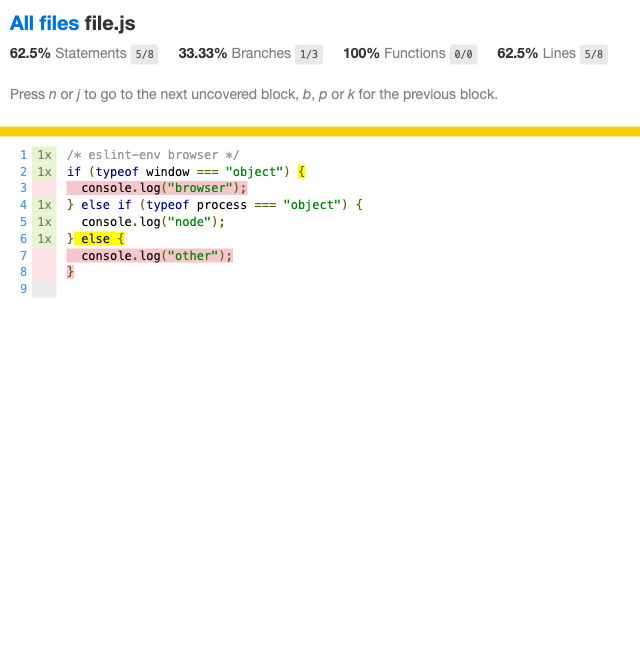 All files file.js
62.5% Statements 5/8 33.33% Branches 1/3 100% Functions 0/0 62.5% Lines 5/8
Press n or j to go to the next uncovered block, b, p or k for the previous block.
1 1x /* eslint-env browser */
2 1x if (typeof window === "object") {
3 console.log("browser");
4 1x } else if (typeof process === "object") {
5 1x console.log("node");
6 1x } else {
7 console.log("other");
8 }
9